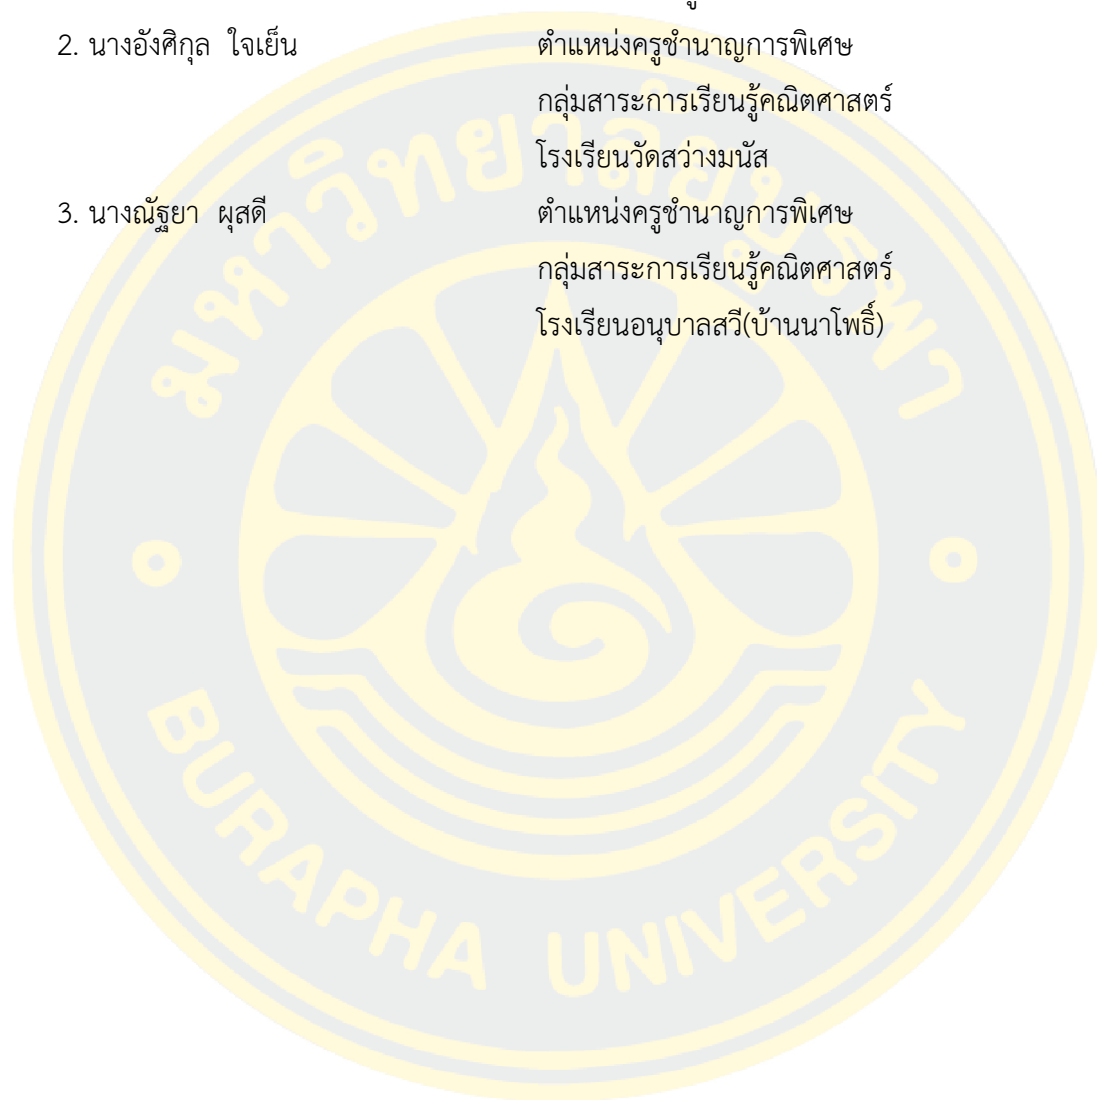 2. นางอังศิกุล ใจเย็น ตำแหน่งครูชำนาญการพิเศษ
กลุ่มสาระการเรียนรู้คณิตศาสตร์
โรงเรียนวัดสว่างมนัส
3. นางณัฐยา ผุสดี ตำแหน่งครูชำนาญการพิเศษ
กลุ่มสาระการเรียนรู้คณิตศาสตร์
โรงเรียนอนุบาลสวี(บ้านนาโพธิ์)
มหาวิทยาลัยบูรพา
BURAPHA UNIVERSITY